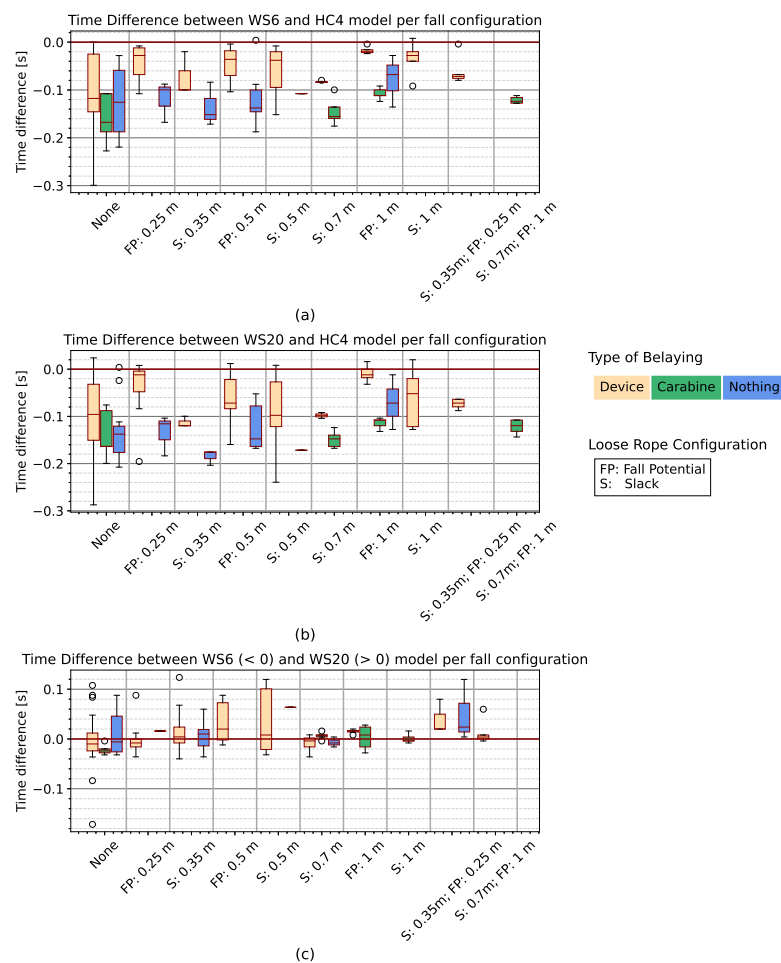 Time Difference between WS6 and HC4 model per fall configuration
Time difference [s]
0.0
−0.1
−0.2
−0.3
None
FP: 0.25 m
S: 0.35 m
FP: 0.5 m
S: 0.5 m
S: 0.7 m
FP: 1 m
S: 1 m
S: 0.35m; FP: 0.25 m
S: 0.7m; FP: 1 m
(a)
Time Difference between WS20 and HC4 model per fall configuration
Time difference [s]
0.0
−0.1
−0.2
−0.3
None
FP: 0.25 m
S: 0.35 m
FP: 0.5 m
S: 0.5 m
S: 0.7 m
FP: 1 m
S: 1 m
S: 0.35m; FP: 0.25 m
S: 0.7m; FP: 1 m
(b)
Type of Belaying
Device Carabine Nothing
Loose Rope Configuration
FP: Fall Potential
S: Slack
Time Difference between WS6 (< 0) and WS20 (> 0) model per fall configuration
Time difference [s]
0.1
0.0
−0.1
None
FP: 0.25 m
S: 0.35 m
FP: 0.5 m
S: 0.5 m
S: 0.7 m
FP: 1 m
S: 1 m
S: 0.35m; FP: 0.25 m
S: 0.7m; FP: 1 m
(c)